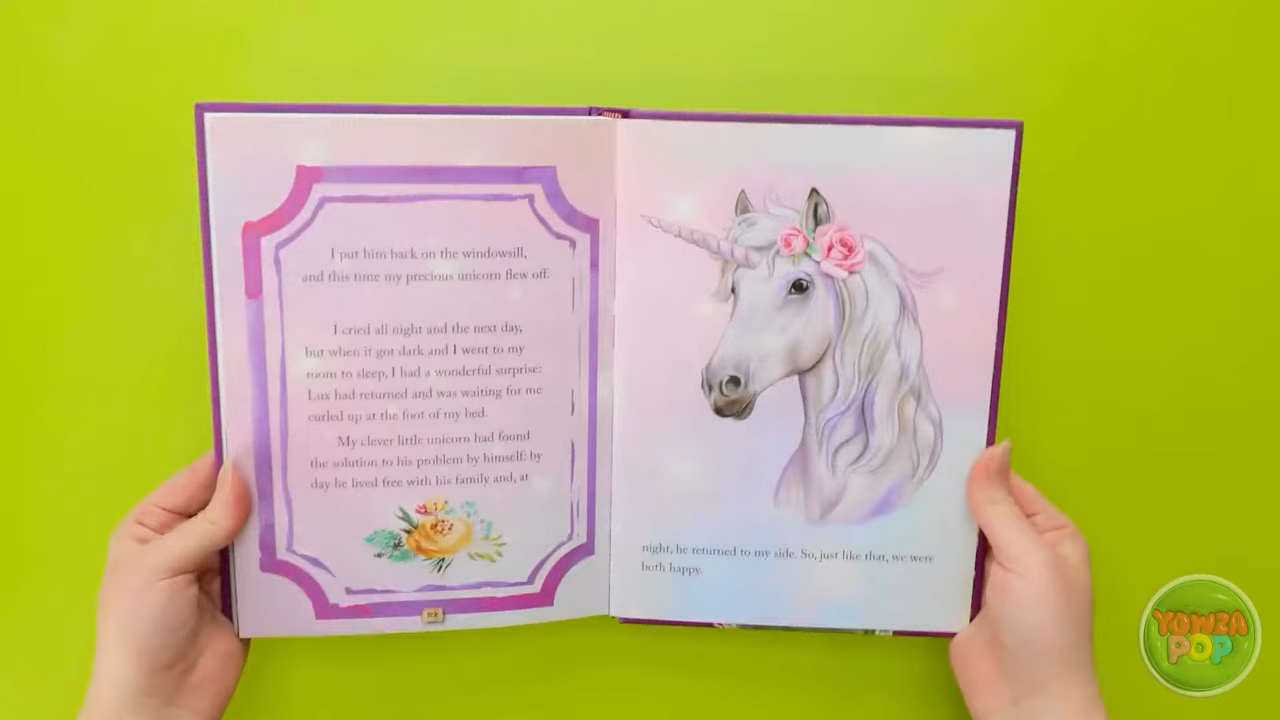 I put him back on the windowsill,
and this time my precious unicorn flew off.
I cried all night and the next day,
but when it got dark and I went to my
room to sleep, I had a wonderful surprise:
Lux had returned and was waiting for me
curled up at the foot of my bed.
My clever little unicorn had found
the solution to his problem by himself: by
day he lived free with his family and, at
night, he returned to my side. So, just like that, we were
both happy.
YOWZA
POP